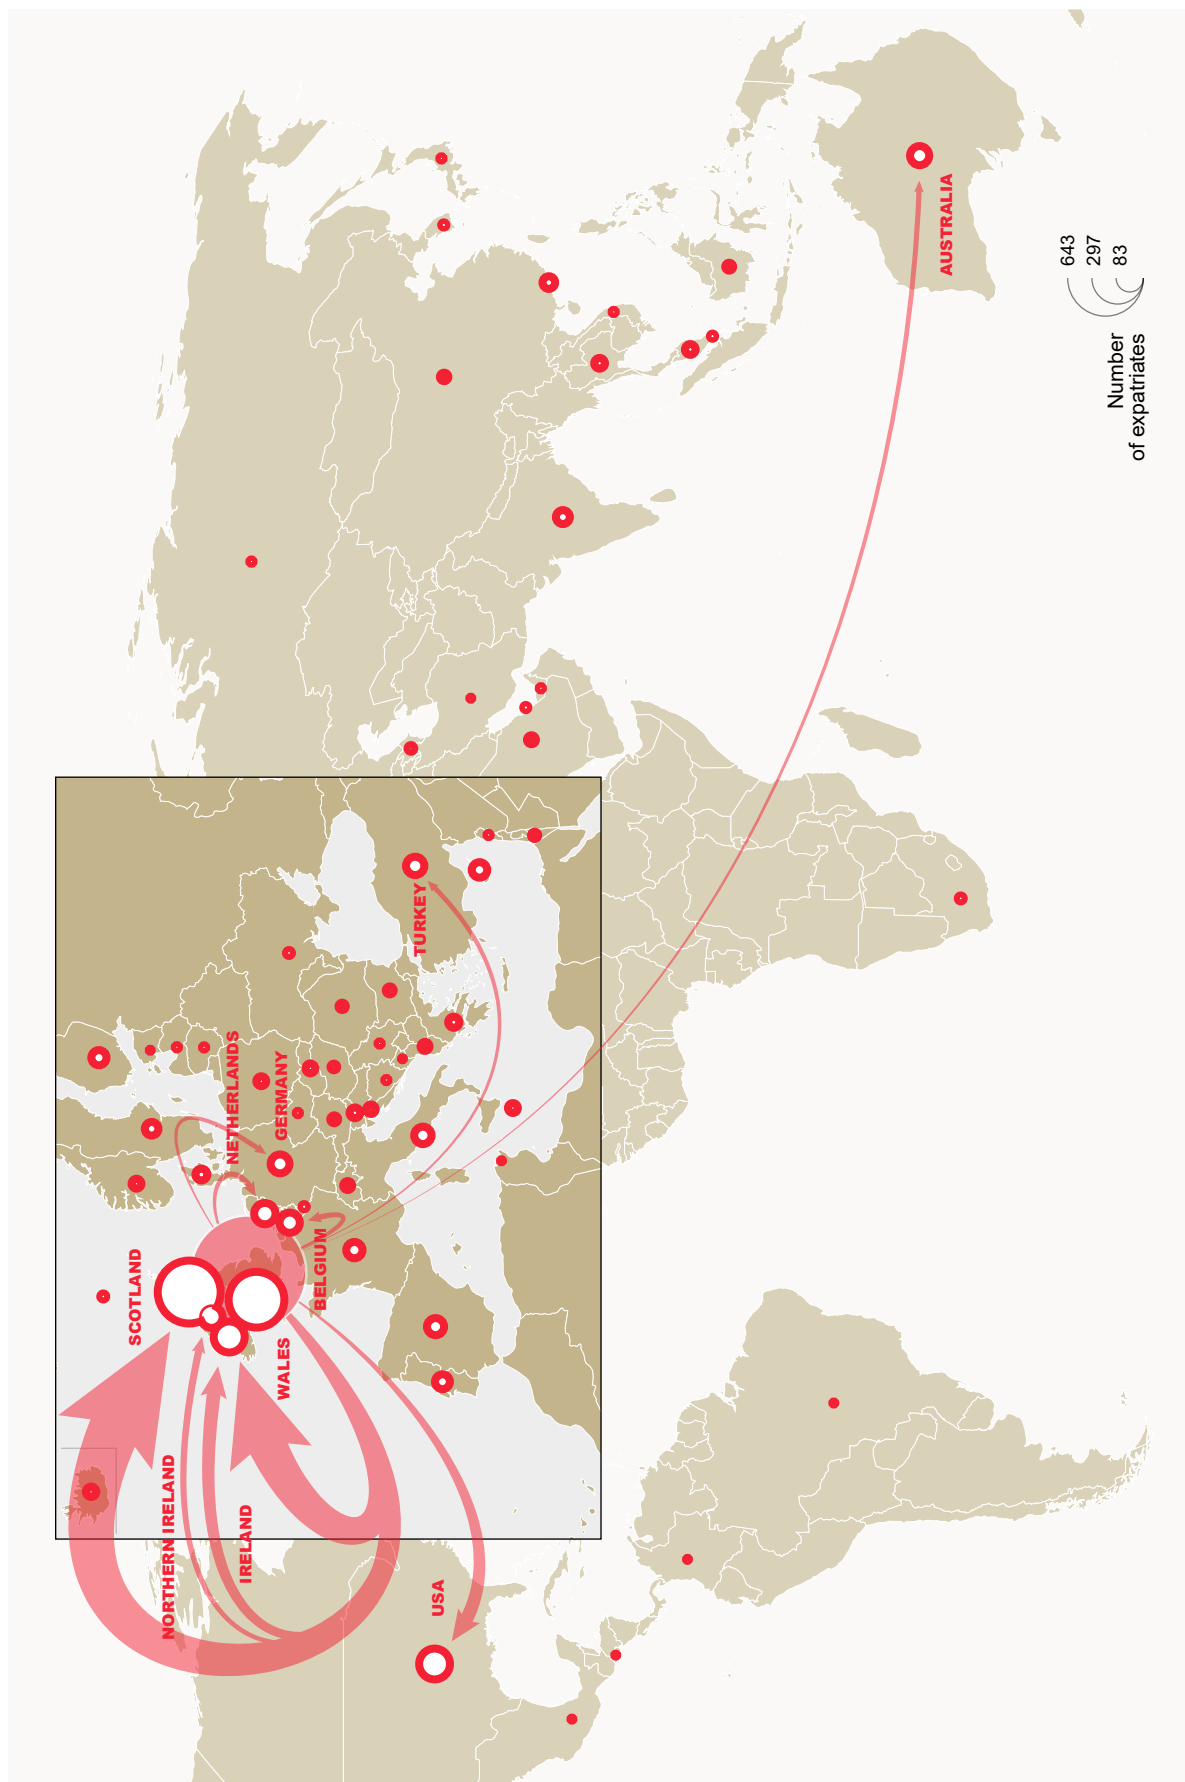 SCOTLAND
NORTHERN IRELAND
IRELAND
WALES
NETHERLANDS
GERMANY
BELGIUM
TURKEY
USA
AUSTRALIA
Number
of expatriates
643
297
83